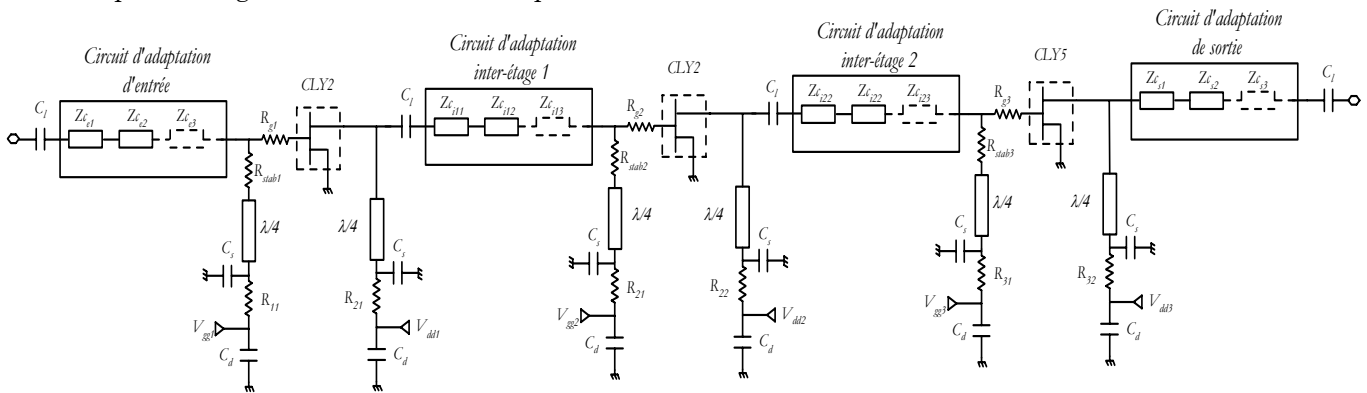 Circuit d'adaptation
d'entrée
C_l
Zc_e1
Zc_e2
Zc_e3
R_g1
CLY2
R_stab1
λ/4
C_s
R_11
V_gg1
C_d
λ/4
C_s
R_21
V_dd1
C_d
Circuit d'adaptation
inter-étage 1
C_l
Zc_i11
Zc_i12
Zc_i13
R_g2
CLY2
R_stab2
λ/4
C_s
R_21
V_gg2
C_d
λ/4
C_s
R_22
V_dd2
C_d
Circuit d'adaptation
inter-étage 2
C_l
Zc_i22
Zc_i22
Zc_i23
R_g3
CLY5
R_stab3
λ/4
C_s
R_31
V_gg3
C_d
λ/4
C_s
R_32
V_dd3
C_d
Circuit d'adaptation
de sortie
Zc_s1
Zc_s2
Zc_s3
C_l